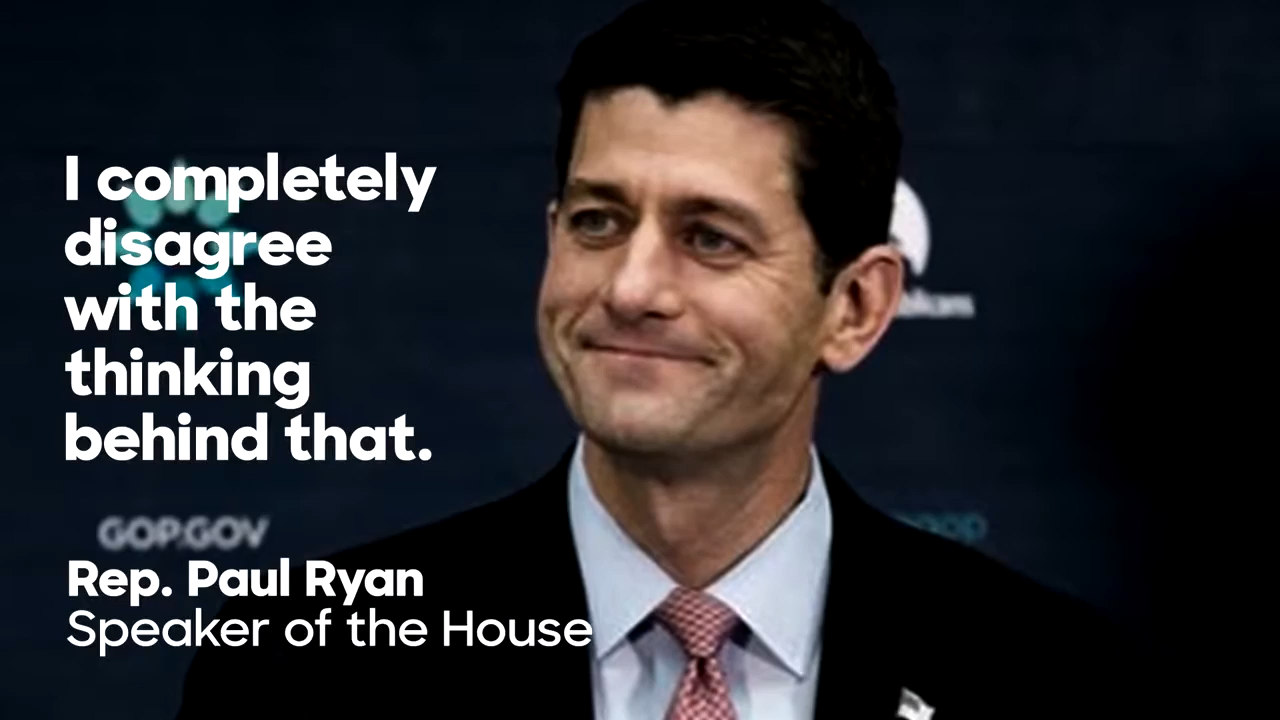 I completely
disagree
with the
thinking
behind that.
GOP.GOV
Rep. Paul Ryan
Speaker of the House